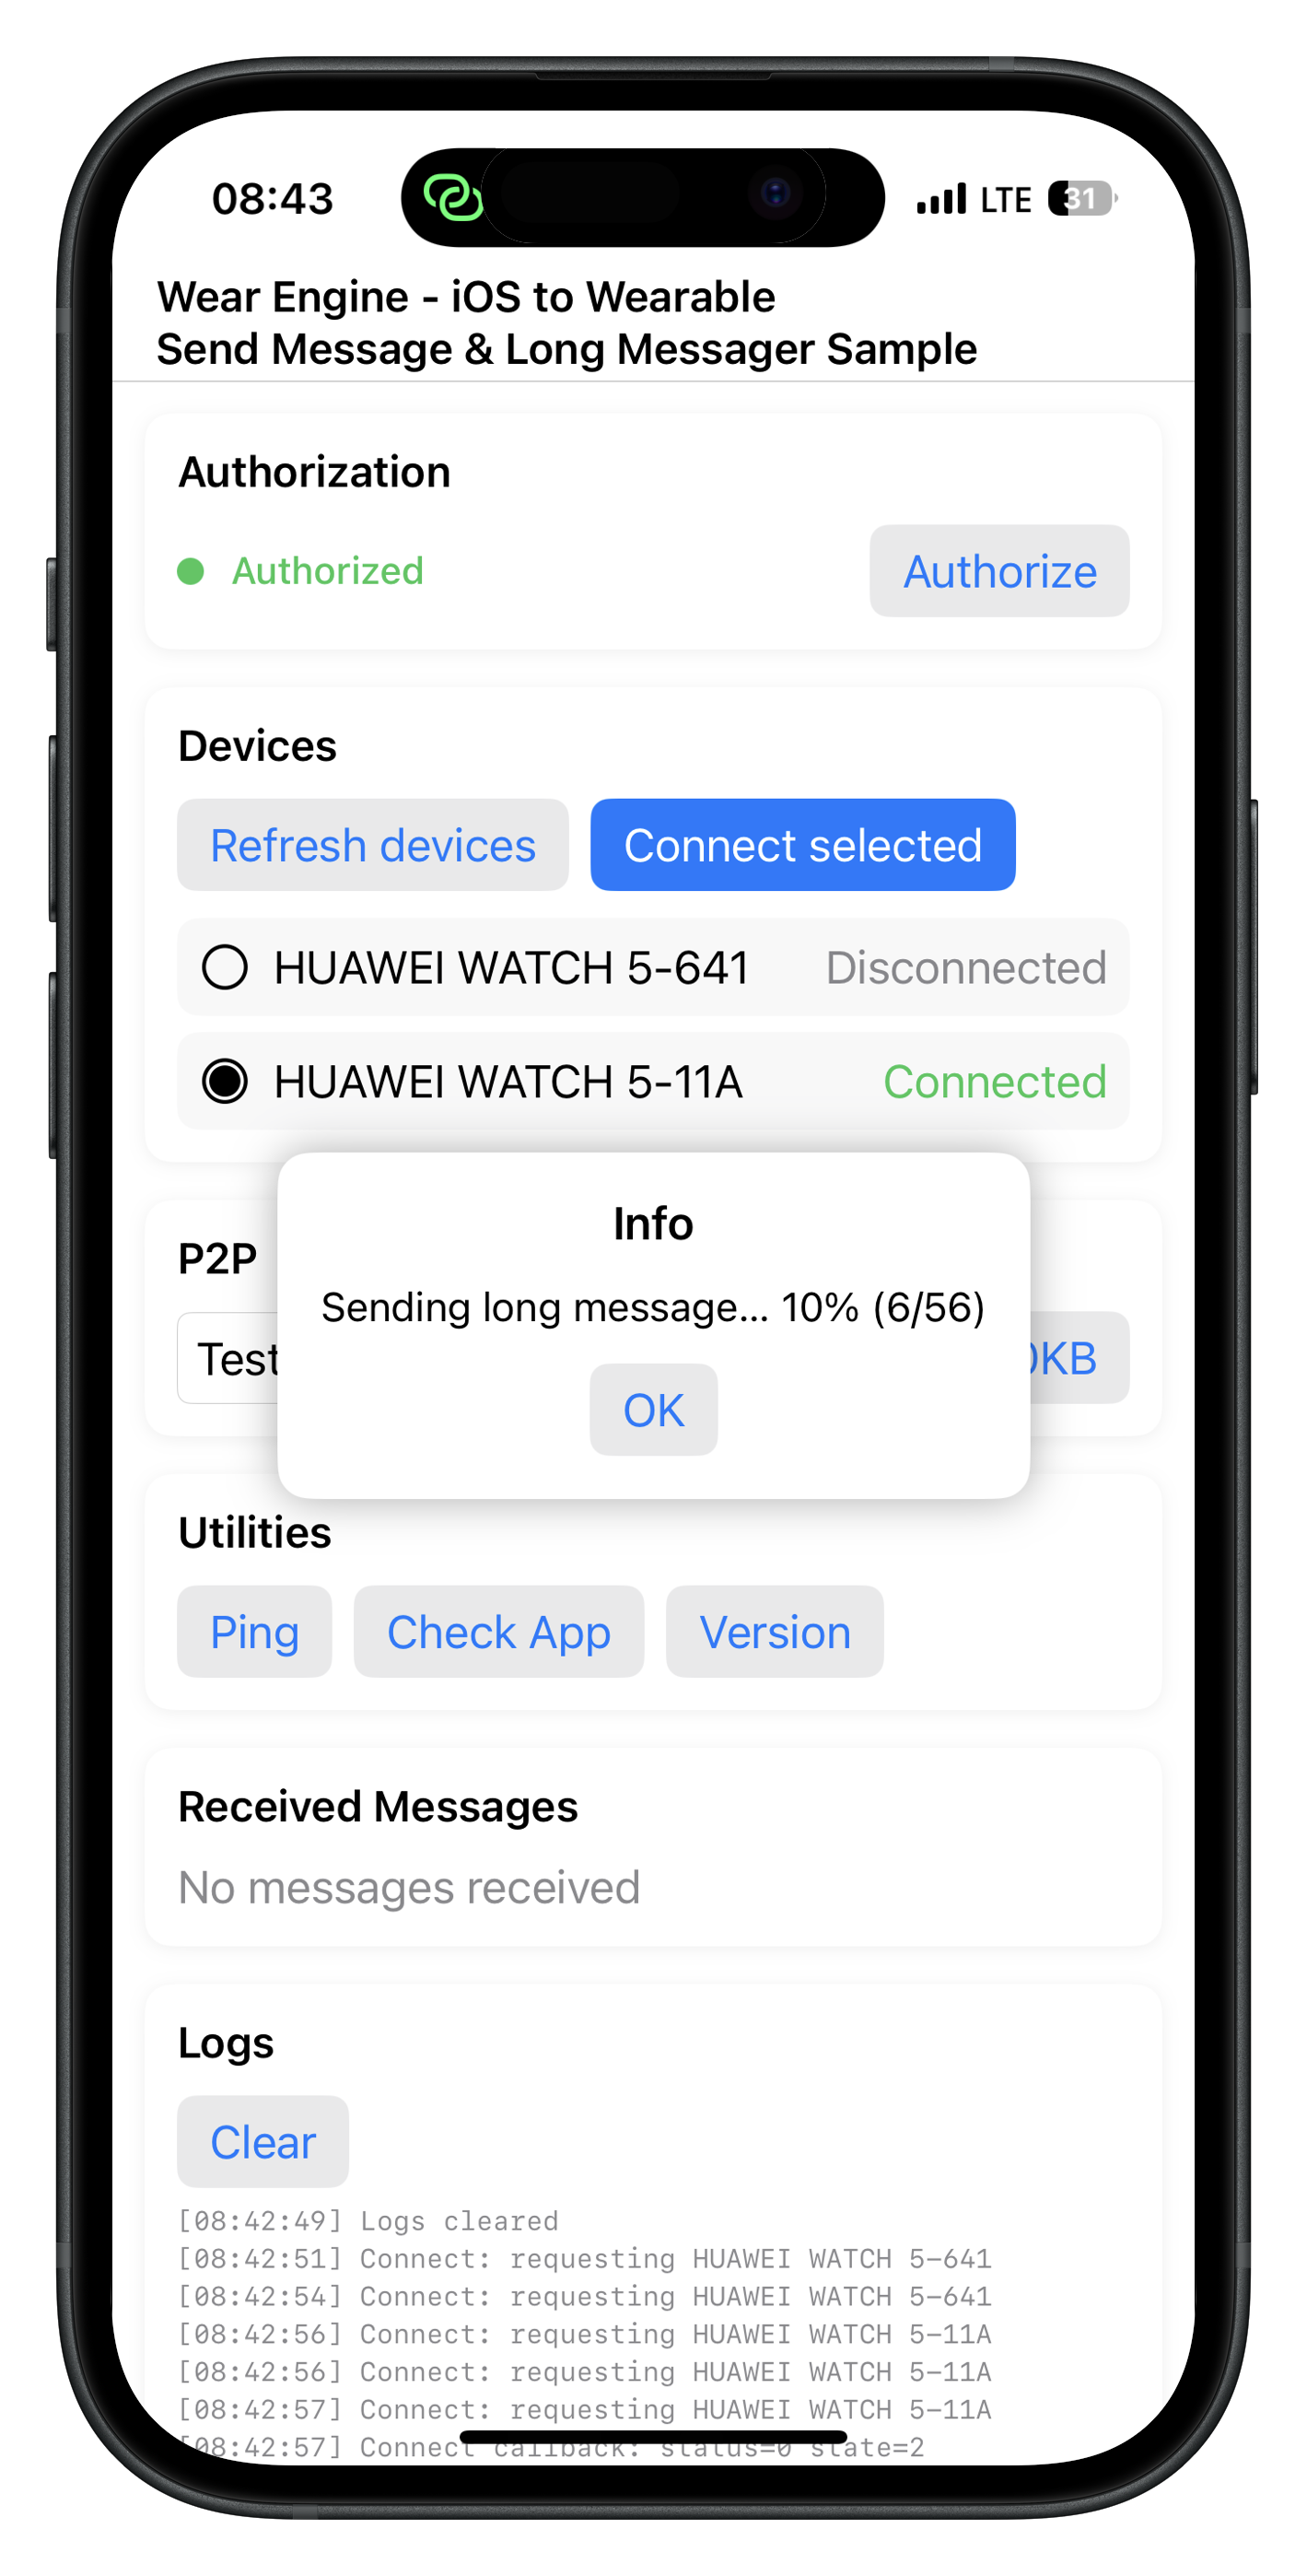 08:43
LTE 31
Wear Engine - iOS to Wearable
Send Message & Long Messager Sample
Authorization
Authorized
Authorize
Devices
Refresh devices
Connect selected
HUAWEI WATCH 5-641
Disconnected
HUAWEI WATCH 5-11A
Connected
Info
Sending long message... 10% (6/56)
OK
P2P
Test
KB
Utilities
Ping
Check App
Version
Received Messages
No messages received
Logs
Clear
[08:42:49] Logs cleared
[08:42:51] Connect: requesting HUAWEI WATCH 5-641
[08:42:54] Connect: requesting HUAWEI WATCH 5-641
[08:42:56] Connect: requesting HUAWEI WATCH 5-11A
[08:42:56] Connect: requesting HUAWEI WATCH 5-11A
[08:42:57] Connect: requesting HUAWEI WATCH 5-11A
[08:42:57] Connect callback: status=0 state=2